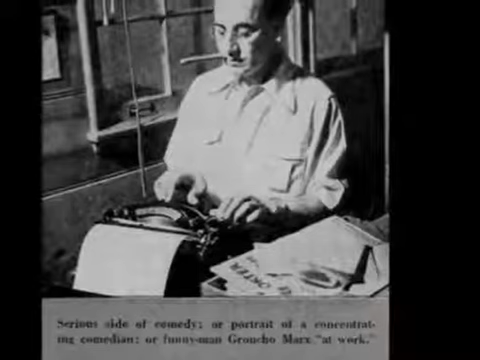 Serious side of comedy; or portrait of a concentrat-
ing comedian; or funny-man Groucho Marx "at work."